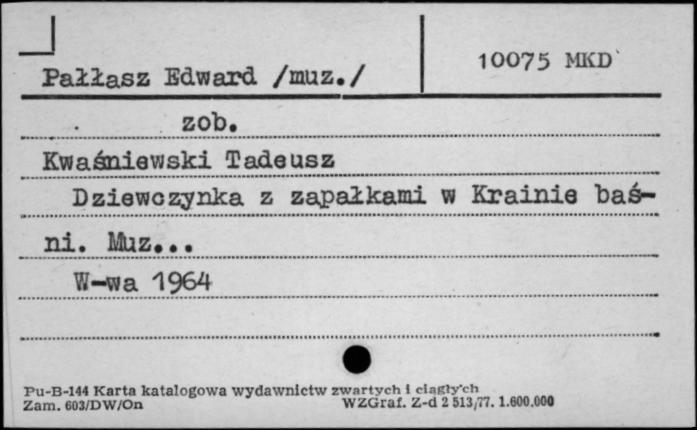 Pałłasz Edward /muz./
10075 MKD
zob.
Kwaśniewski Tadeusz
Dziewczynka z zapałkami w Krainie baś-
ni. Muz...
W-wa 1964
Pu-B-144 Karta katalogowa wydawnictw zwartych i ciągłych
Zam. 603/DW/On
WZGraf. Z-d 2 513/77. 1.600.000